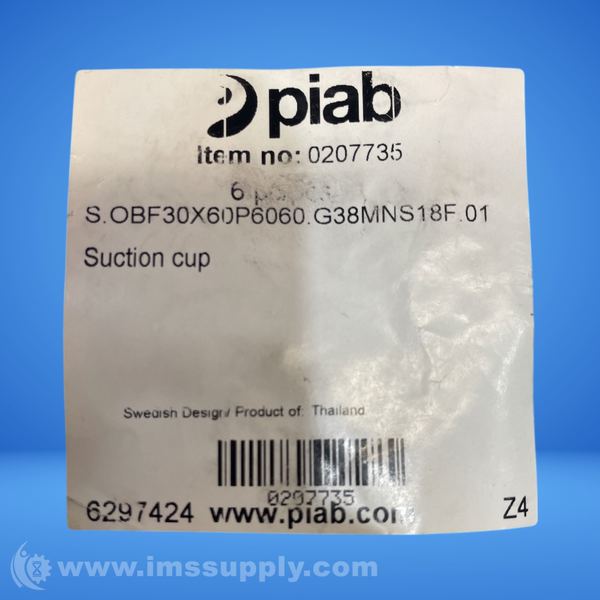 piab
Item no: 0207735
6
S.OBF30X60P6060.G38MNS18F.01
Suction cup
Swedish Design/ Product of: Thailand
0207735
6297424 www.piab.com Z4
www.imssupply.com